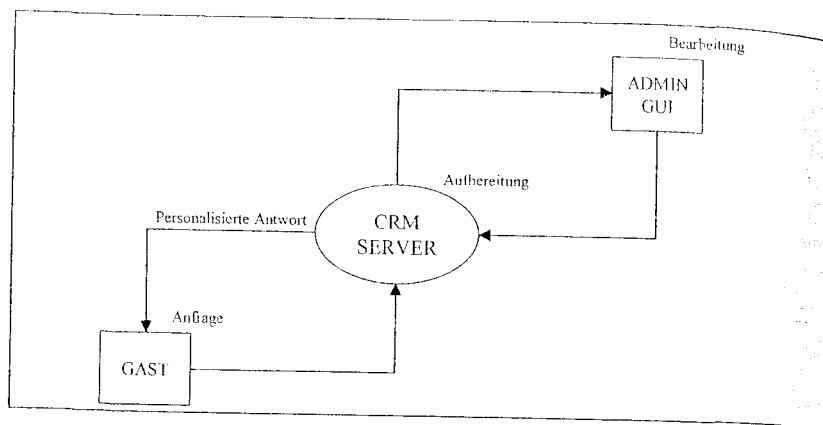 Bearbeitung
ADMIN
GUI
Aufbereitung
Personalisierte Antwort
CRM
SERVER
Anfrage
GAST